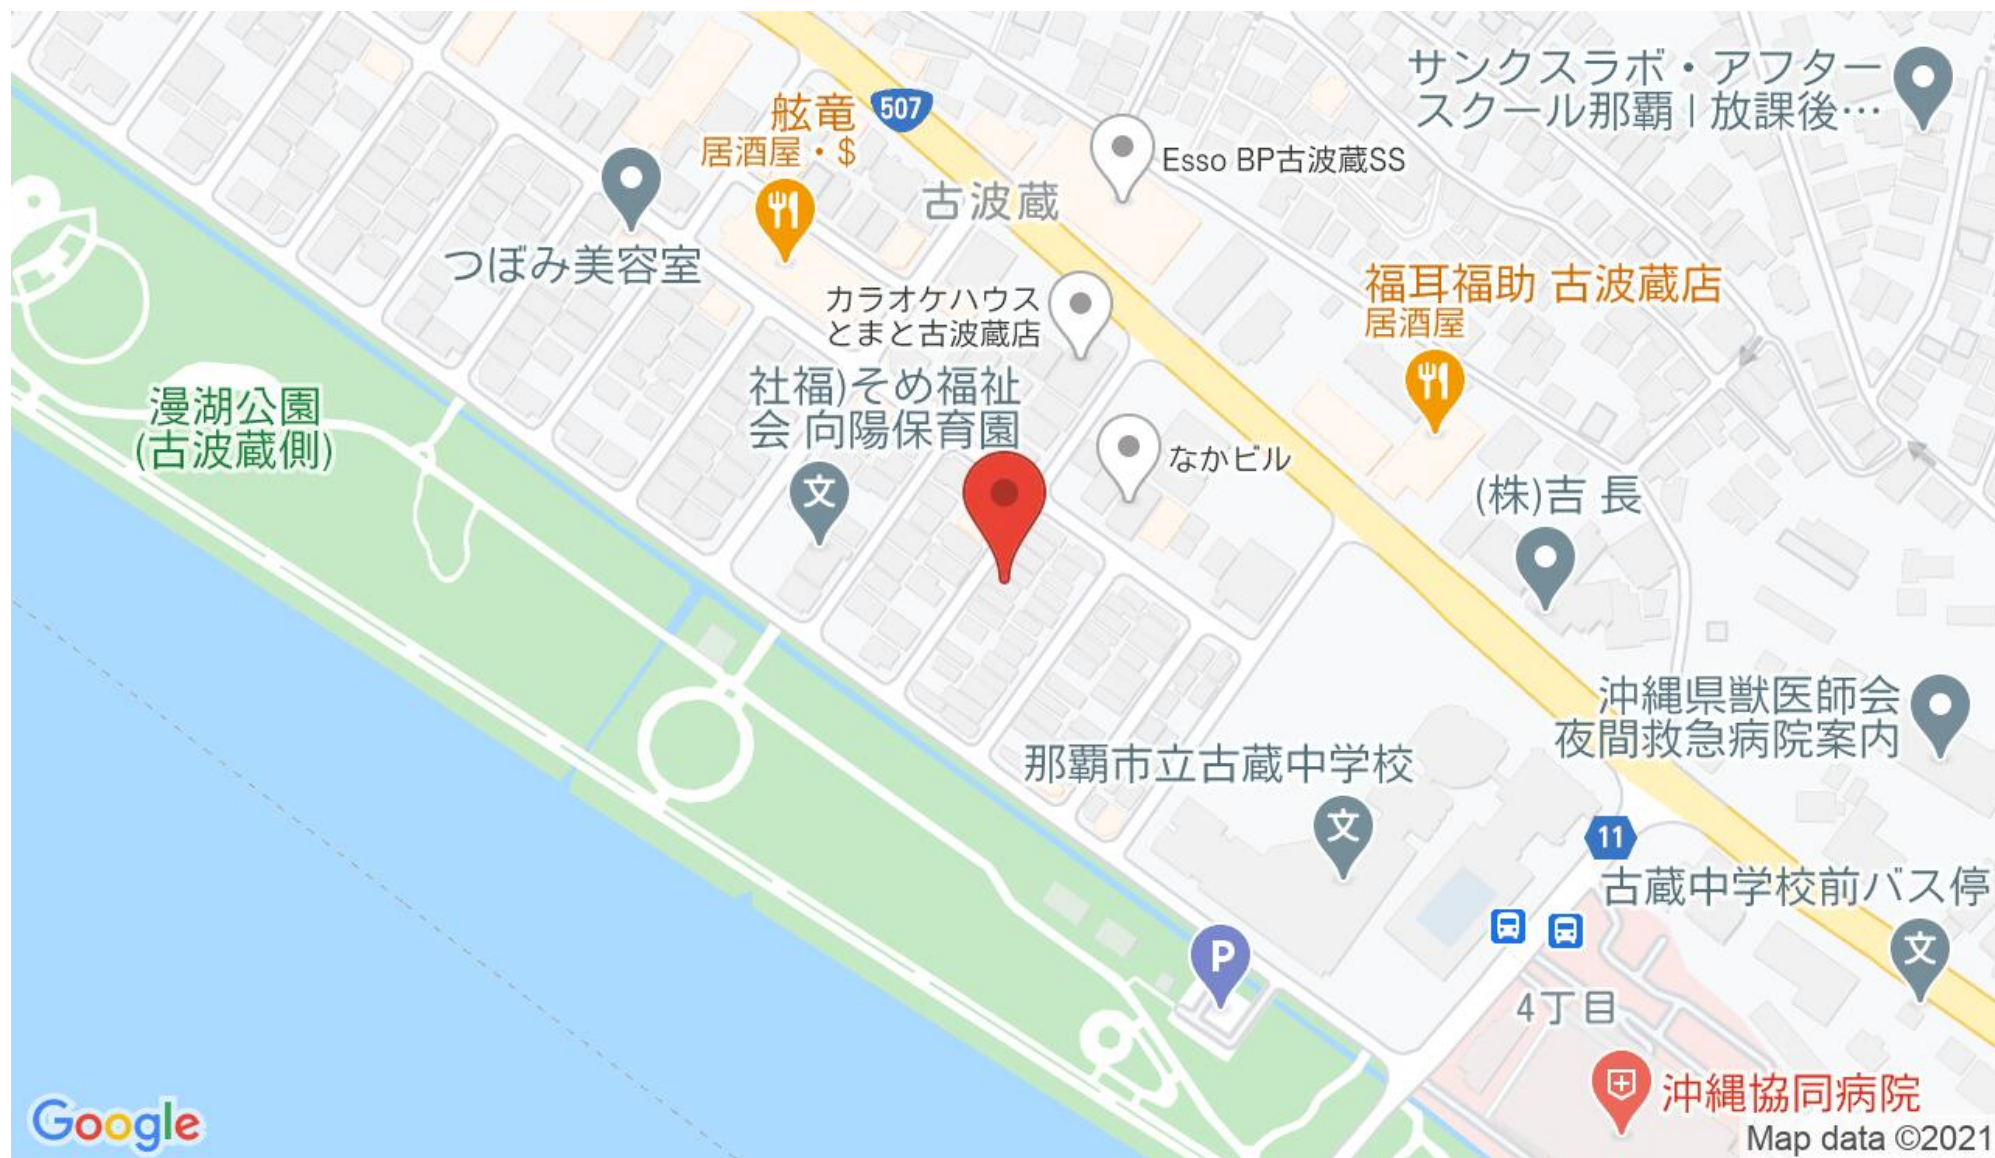 サンクスラボ・アフター
スクール那覇 | 放課後…
舷竜
居酒屋・$
507
Esso BP古波蔵SS
古波蔵
つぼみ美容室
カラオケハウス
とまと古波蔵店
福耳福助 古波蔵店
居酒屋
社福)そめ福祉
会 向陽保育園
漫湖公園
(古波蔵側)
なかビル
(株)吉 長
文
沖縄県獣医師会
夜間救急病院案内
那覇市立古蔵中学校
文
11
古蔵中学校前バス停
文
P
4丁目
沖縄協同病院
Google
Map data ©2021